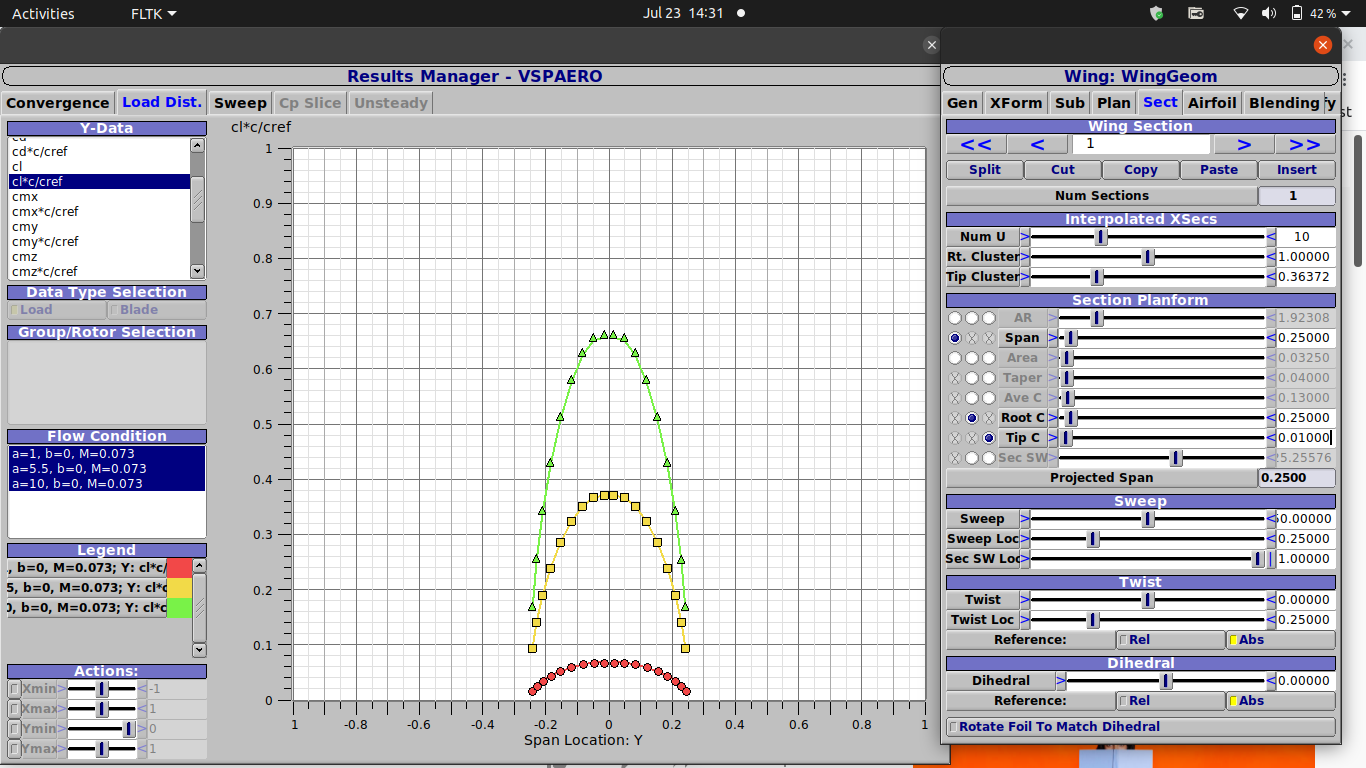 Activities FLTK Jul 23 14:31 42 %
Results Manager - VSPAERO
Convergence Load Dist. Sweep Cp Slice Unsteady
Y-Data
cd
cd*c/cref
cl
cl*c/cref
cmx
cmx*c/cref
cmy
cmy*c/cref
cmz
cmz*c/cref
Data Type Selection
Load Blade
Group/Rotor Selection
Flow Condition
a=1, b=0, M=0.073
a=5.5, b=0, M=0.073
a=10, b=0, M=0.073
Legend
., b=0, M=0.073; Y: cl*c/
5, b=0, M=0.073; Y: cl*c
0, b=0, M=0.073; Y: cl*c
Actions:
Xmin > < -1
Xmax > < 1
Ymin > < 0
Ymax > < 1
cl*c/cref
1
0.9
0.8
0.7
0.6
0.5
0.4
0.3
0.2
0.1
0
1 -0.8 -0.6 -0.4 -0.2 0 0.2 0.4 0.6 0.8 1
Span Location: Y
Wing: WingGeom
Gen XForm Sub Plan Sect Airfoil Blending fy
st
Wing Section
<< < 1 > >>
Split Cut Copy Paste Insert
Num Sections 1
Interpolated XSecs
Num U > < 10
Rt. Cluster > < 1.00000
Tip Cluster > < 0.36372
Section Planform
AR > < 1.92308
Span > < 0.25000
Area > < 0.03250
Taper > < 0.04000
Ave C > < 0.13000
Root C > < 0.25000
Tip C > < 0.01000
Sec SW > < 25.25576
Projected Span 0.2500
Sweep
Sweep > < 60.00000
Sweep Loc > < 0.25000
Sec SW Loc > | 1.00000
Twist
Twist > < 0.00000
Twist Loc > < 0.25000
Reference: Rel Abs
Dihedral
Dihedral > < 0.00000
Reference: Rel Abs
Rotate Foil To Match Dihedral